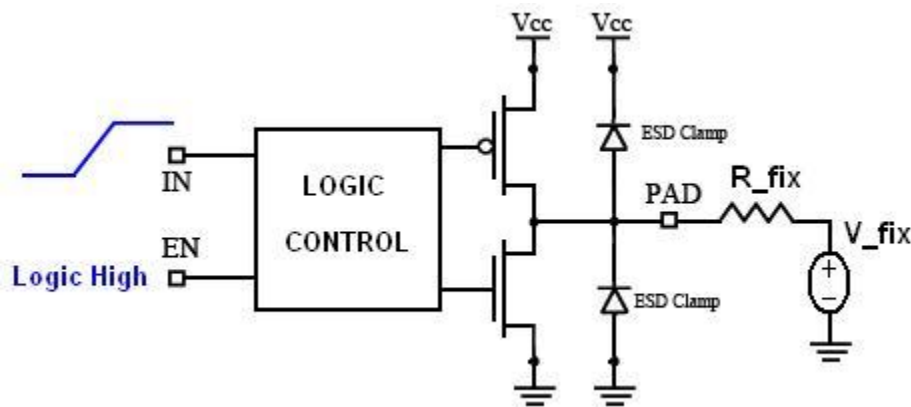 Vcc
Vcc
ESD Clamp
IN
LOGIC
CONTROL
PAD
R_fix
V_fix
EN
Logic High
ESD Clamp
+
−